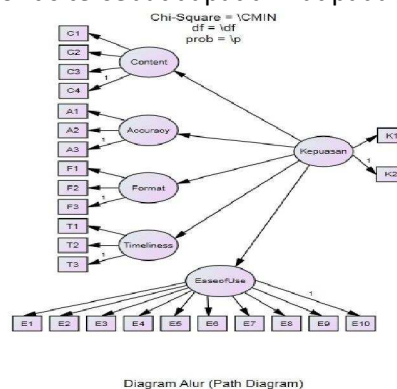 Chi-Square = \CMIN
df = \df
prob = \p
C1
C2
C3
C4
1
Content
A1
A2
A3
1
Accuracy
F1
F2
F3
1
Format
T1
T2
T3
1
Timeliness
Kepuasan
K1
1
K2
EaseofUse
1
E1 E2 E3 E4 E5 E6 E7 E8 E9 E10
Diagram Alur (Path Diagram)